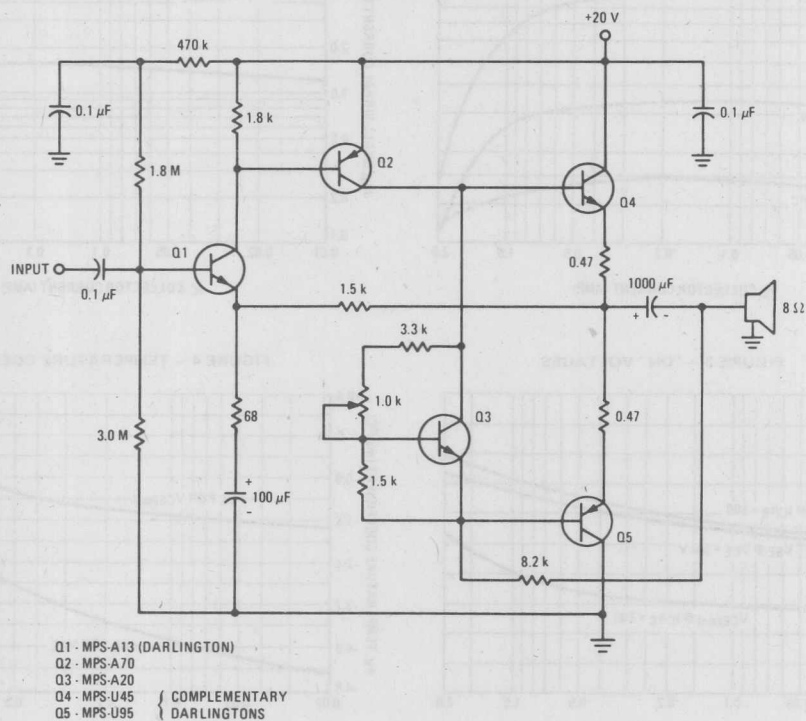 +20 V
470 k
0.1 µF
1.8 k
0.1 µF
1.8 M
Q2
Q4
Q1
INPUT
0.1 µF
0.47
1000 µF
+ -
8 Ω
1.5 k
3.3 k
1.0 k
68
Q3
0.47
3.0 M
+
100 µF
-
1.5 k
Q5
8.2 k
Q1 - MPS-A13 (DARLINGTON)
Q2 - MPS-A70
Q3 - MPS-A20
Q4 - MPS-U45 { COMPLEMENTARY
Q5 - MPS-U95 { DARLINGTONS